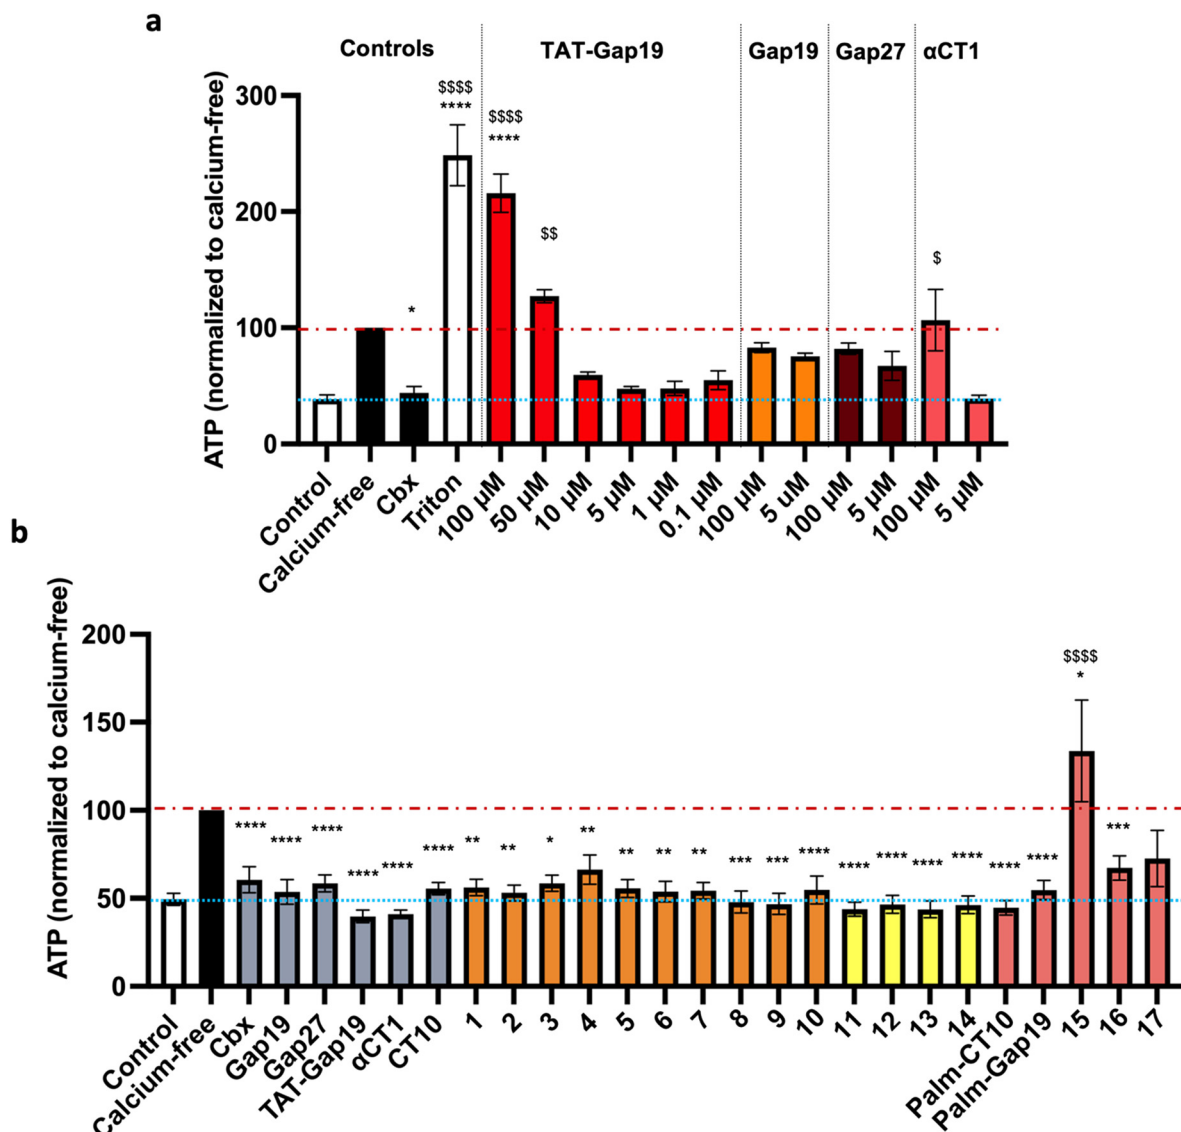 a
Controls TAT-Gap19 Gap19 Gap27 αCT1
ATP (normalized to calcium-free)
300
200
100
0
$$$$
****
$$$$
****
$$
*
$
Control Calcium-free Cbx Triton 100 µM 50 µM 10 µM 5 µM 1 µM 0.1 µM 100 µM 5 uM 100 µM 5 µM 100 µM 5 µM
b
ATP (normalized to calcium-free)
200
150
100
50
0
$$$$
*
**** **** **** **** **** **** ** ** * ** ** ** ** *** *** **** **** **** **** **** **** **** ***
Control Calcium-free Cbx Gap19 Gap27 TAT-Gap19 αCT1 CT10 1 2 3 4 5 6 7 8 9 10 11 12 13 14 Palm-CT10 Palm-Gap19 15 16 17